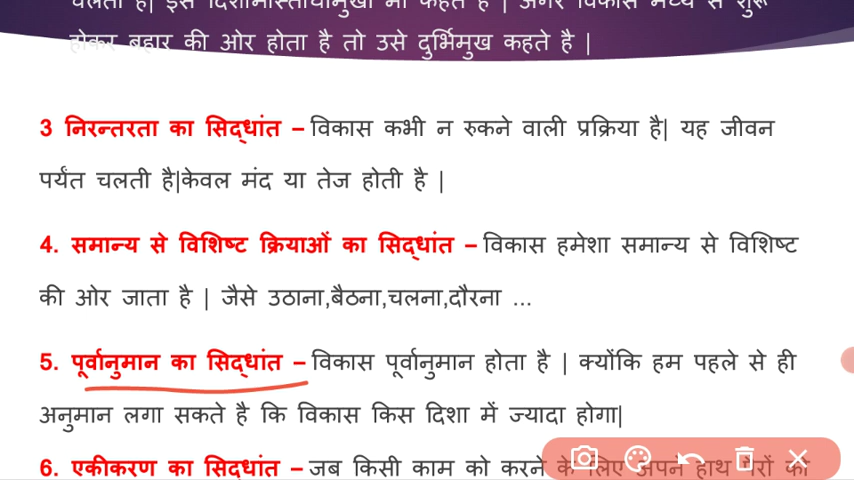 चलता है| इसे
कहते है | अगर विकास मध्य से शुरू
होकर बहार की ओर होता है तो उसे दुर्भिमुख कहते है |
3 निरन्तरता का सिद्धांत – विकास कभी न रुकने वाली प्रक्रिया है| यह जीवन
पर्यंत चलती है|केवल मंद या तेज होती है |
4. समान्य से विशिष्ट क्रियाओं का सिद्धांत – विकास हमेशा समान्य से विशिष्ट
की ओर जाता है | जैसे उठाना,बैठना,चलना,दौरना ...
5. पूर्वानुमान का सिद्धांत – विकास पूर्वानुमान होता है | क्योंकि हम पहले से ही
अनुमान लगा सकते है कि विकास किस दिशा में ज्यादा होगा|
6. एकीकरण का सिद्धांत – जब किसी काम को करने के लिए अपने हाथ पैरों का